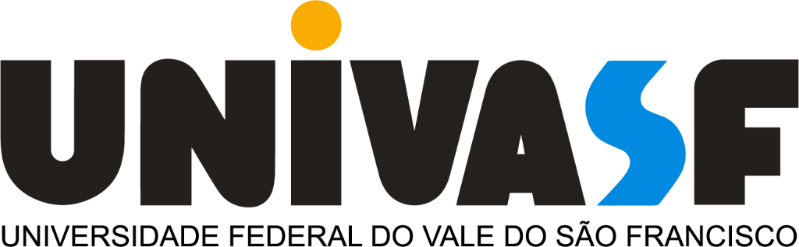 UNiVASF
UNIVERSIDADE FEDERAL DO VALE DO SÃO FRANCISCO